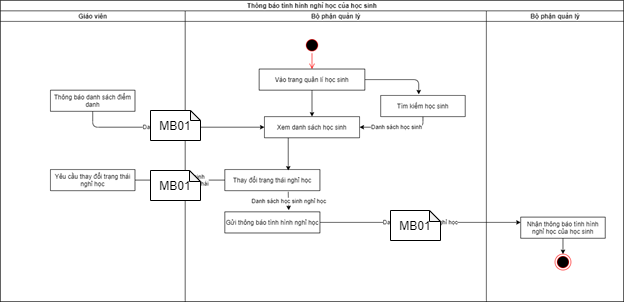 Thông báo tình hình nghỉ học của học sinh
Giáo viên
Bộ phận quản lý
Bộ phận quản lý
Vào trang quản lí học sinh
Thông báo danh sách điểm
danh
Tìm kiếm học sinh
MB01
Xem danh sách học sinh
Danh sách học sinh
Yêu cầu thay đổi trạng thái
nghỉ học
MB01
Thay đổi trạng thái nghỉ học
Danh sách học sinh nghỉ học
Gửi thông báo tình hình nghỉ học
MB01
học
Nhận thông báo tình hình
nghỉ học của học sinh